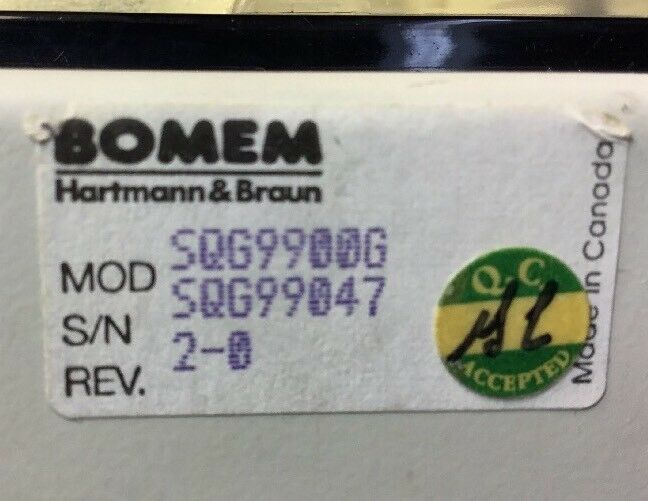 BOMEM
Hartmann & Braun
MOD SQG9900G
S/N SQG99047
REV. 2-0
Q.C.
ACCEPTED
Made in Canada